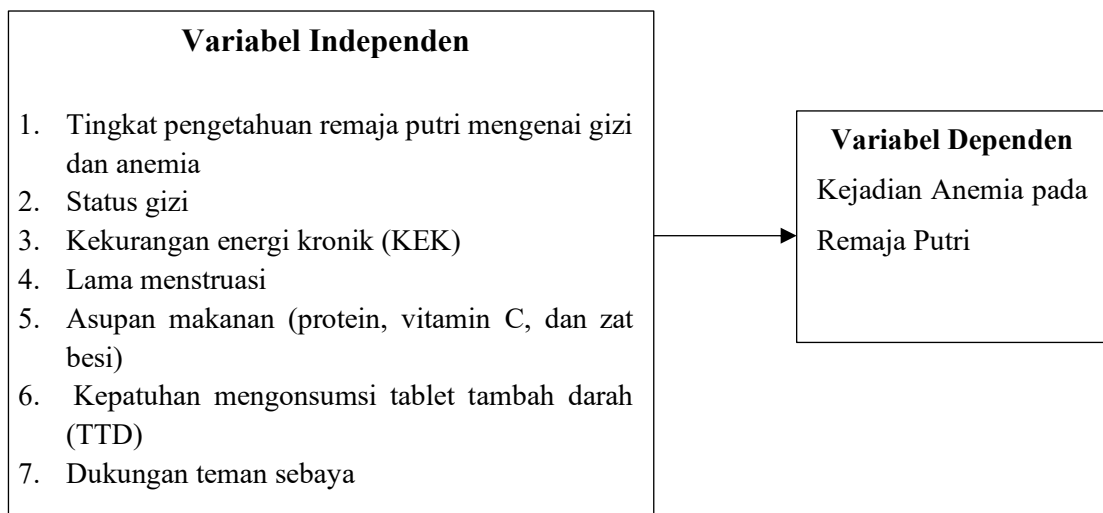 Variabel Independen
1. Tingkat pengetahuan remaja putri mengenai gizi
dan anemia
2. Status gizi
3. Kekurangan energi kronik (KEK)
4. Lama menstruasi
5. Asupan makanan (protein, vitamin C, dan zat
besi)
6. Kepatuhan mengonsumsi tablet tambah darah
(TTD)
7. Dukungan teman sebaya
Variabel Dependen
Kejadian Anemia pada
Remaja Putri